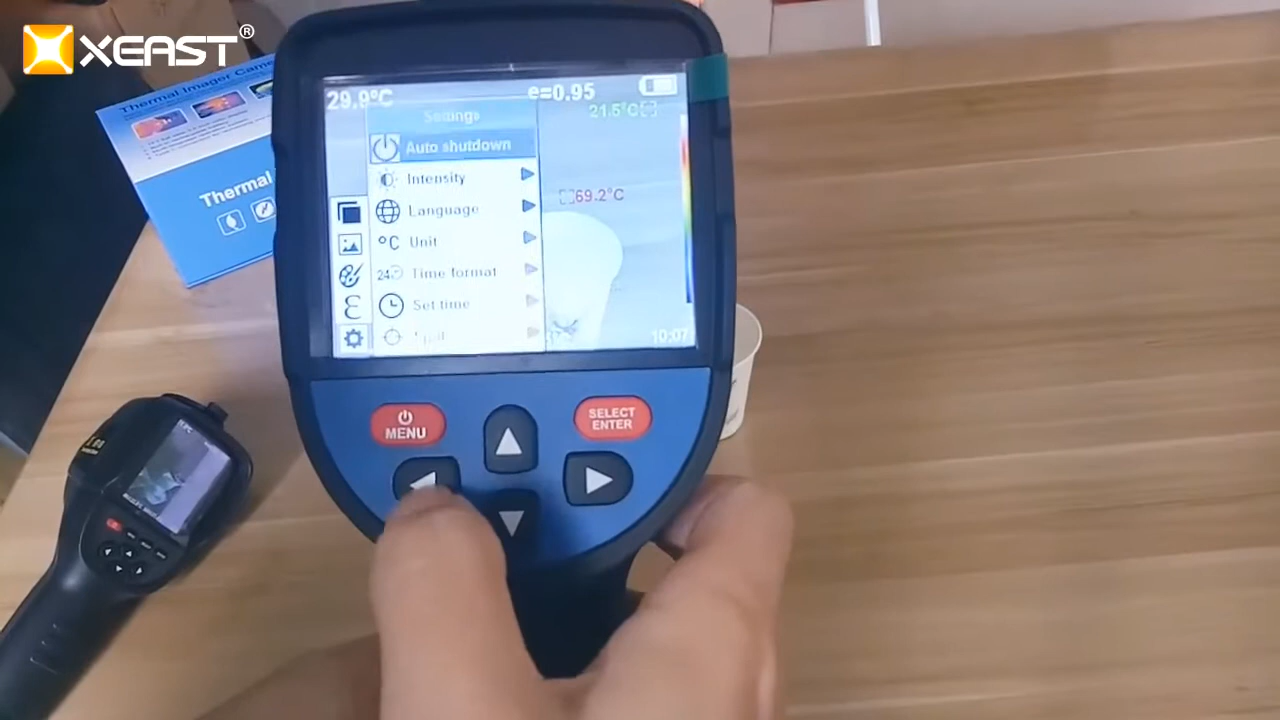 XEAST®
Thermal Imager Camera
Thermal
29.9°C
e=0.95
21.5°C
Settings
Auto shutdown
Intensity
69.2°C
Language
°C Unit
24 Time format
Set time
10:07
MENU
SELECT
ENTER